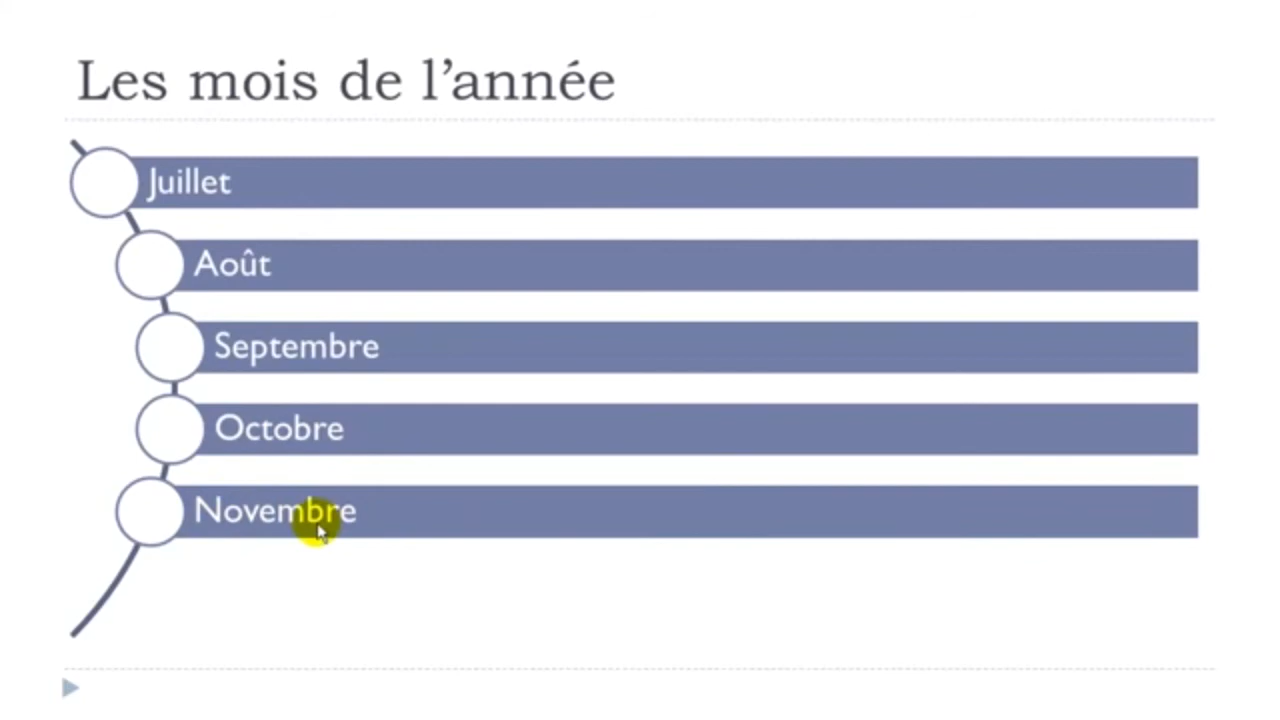 Les mois de l’année
Juillet
Août
Septembre
Octobre
Novembre